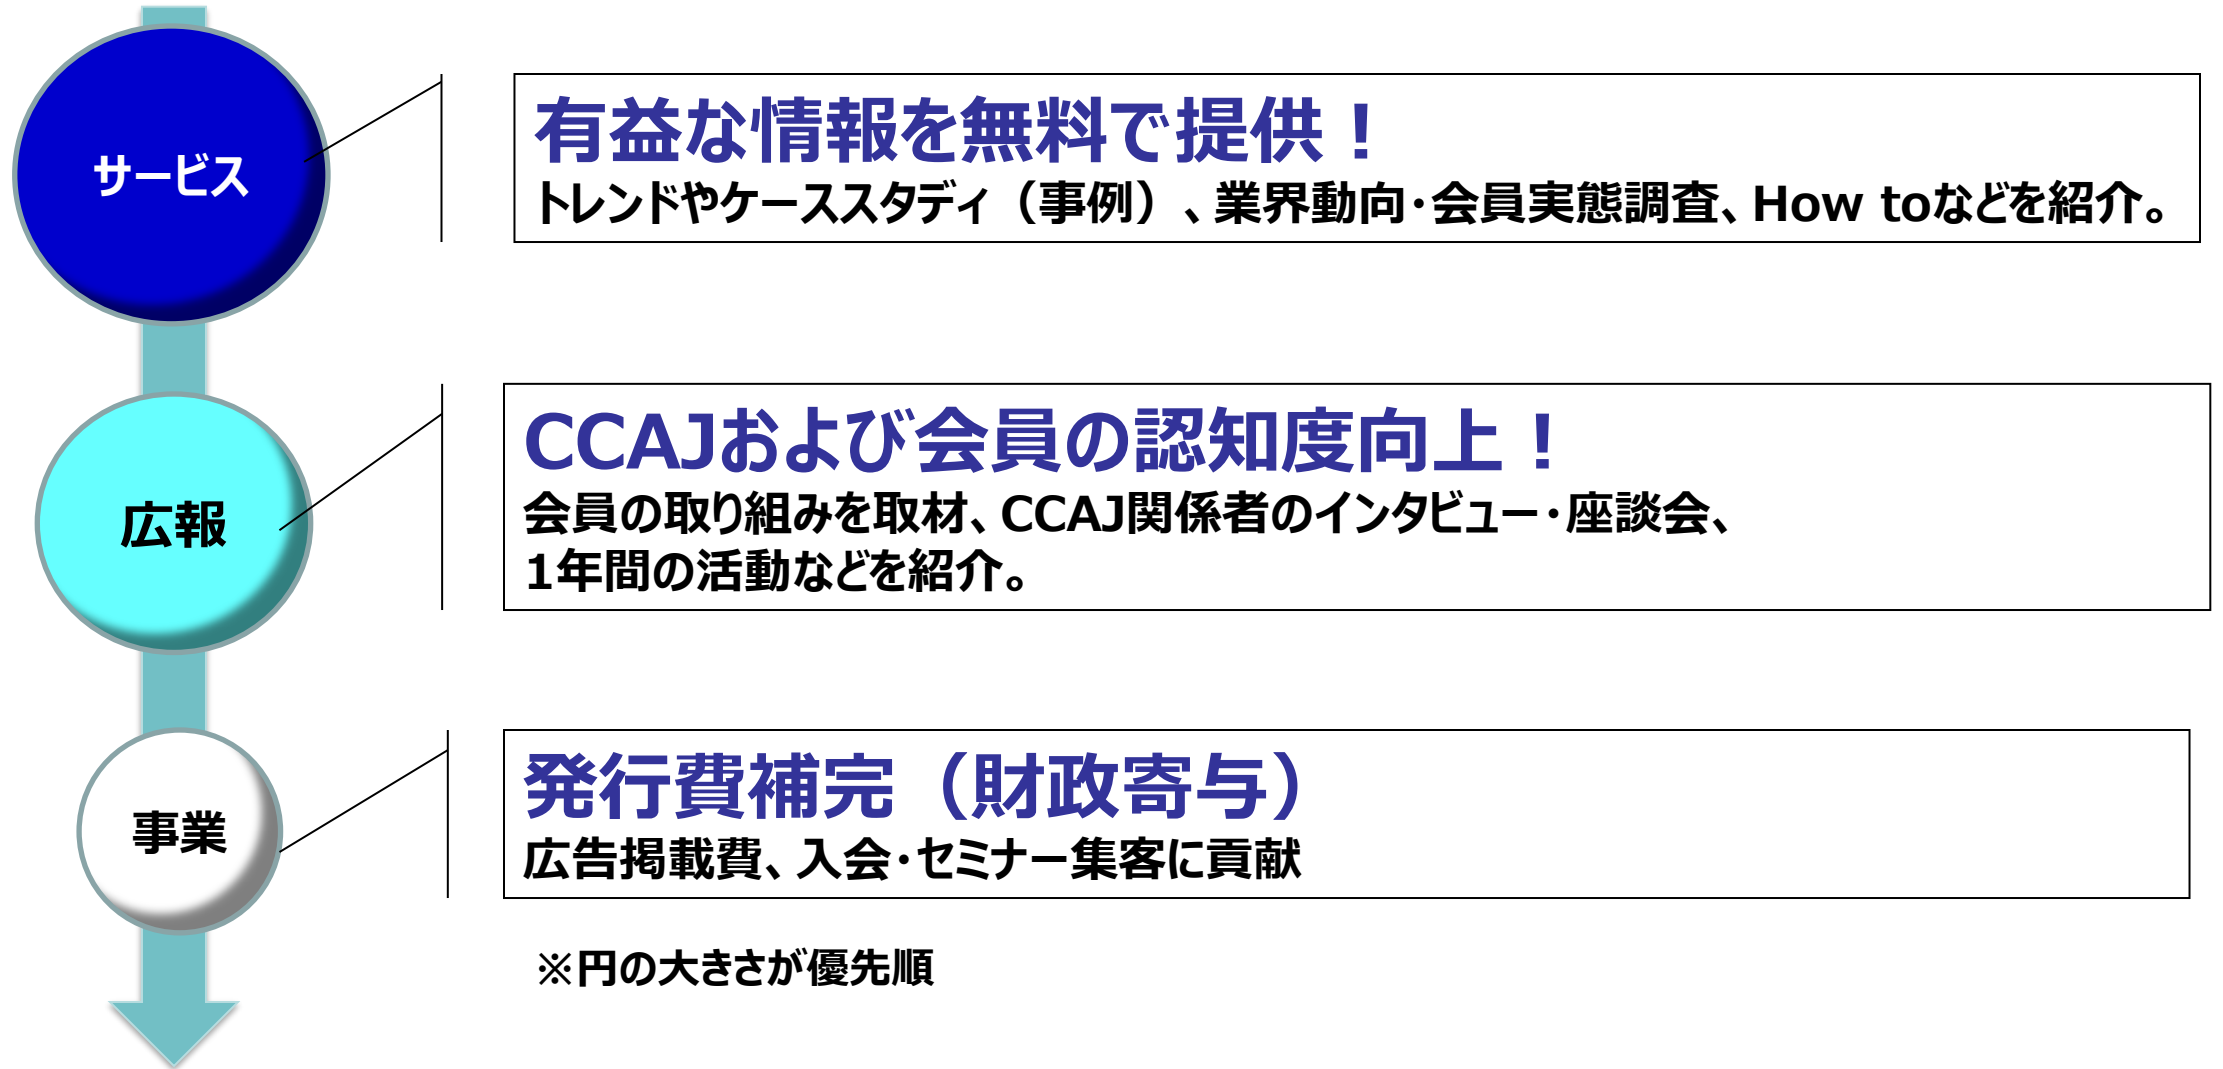 サービス
有益な情報を無料で提供！
トレンドやケーススタディ（事例）、業界動向・会員実態調査、How toなどを紹介。
広報
CCAJおよび会員の認知度向上！
会員の取り組みを取材、CCAJ関係者のインタビュー・座談会、
1年間の活動などを紹介。
事業
発行費補完（財政寄与）
広告掲載費、入会・セミナー集客に貢献
※円の大きさが優先順